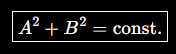 A² + B² = const.